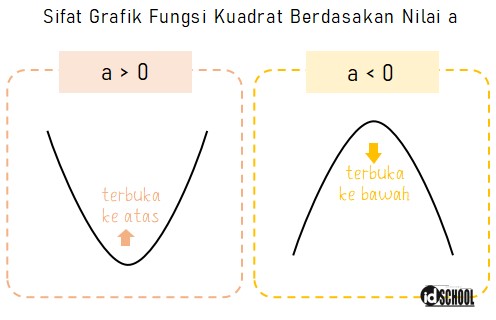 Sifat Grafik Fungsi Kuadrat Berdasakan Nilai a
a > 0
a < 0
terbuka
ke atas
terbuka
ke bawah
idSCHOOL